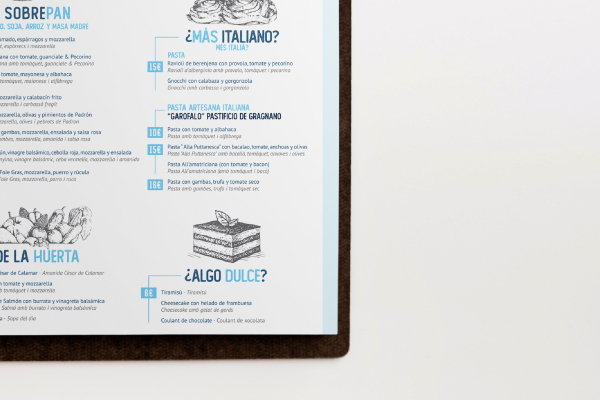 SOBREPAN
O, SOJA, ARROZ Y MASA MADRE
umado, espárragos y mozzarella
espàrrecs i mozzarella
ana con tomate, guanciale & Pecorino
ana amb tomàquet, guanciale & Pecorino
tomate, mayonesa y albahaca
tomàquet, maionesa i alfàbrega
mozzarella y calabacín frito
mozzarella i carbassó fregit
mozzarella, olivas y pimientos de Padrón
mozzarella, olives i pebrots de Padron
gambas, mozzarella, ensalada y salsa rosa
gambes, mozzarella, amanida i salsa rosa
vinagre balsámico, cebolla roja, mozzarella y ensalada
vinagre balsàmic, ceba vermella, mozzarella i amanida
Foie Gras, mozzarella, puerro y rúcula
Foie Gras, mozzarella, porro i ruca
DE LA HUERTA
César de Calamar - Amanida Cèsar de Calamar
n tomate y mozzarella
tomàquet i mozzarella
e Salmón con burrata y vinagreta balsámica
Salmó amb burrata i vinagreta balsàmica
a - Sopa del dia
¿MÁS ITALIANO?
MES ITALIÀ?
PASTA
15€
Ravioli de berenjena con provola, tomate y pecorino
Ravioli d'albergínia amb provola, tomàquet i pecorino
Gnocchi con calabaza y gorgonzola
Gnocchi amb carbassa i gorgonzola
PASTA ARTESANA ITALIANA
"GAROFALO" PASTIFICIO DE GRAGNANO
10€ Pasta con tomate y albahaca
Pasta amb tomàquet i alfàbrega
15€ Pasta "Alla Puttanesca" con bacalao, tomate, anchoas y olivas
Pasta "Alla Puttanesca" amb bacallà, tomàquet, anxoves i olives
Pasta All'amatriciana (con tomate y bacon)
Pasta All'amatriciana (amb tomàquet i bacó)
16€ Pasta con gambas, trufa y tomate seco
Pasta amb gambes, trufa i tomàquet sec
¿ALGO DULCE?
6€ Tiramisú - Tiramisú
Cheesecake con helado de frambuesa
Cheesecake amb gelat de gerds
Coulant de chocolate - Coulant de xocolata